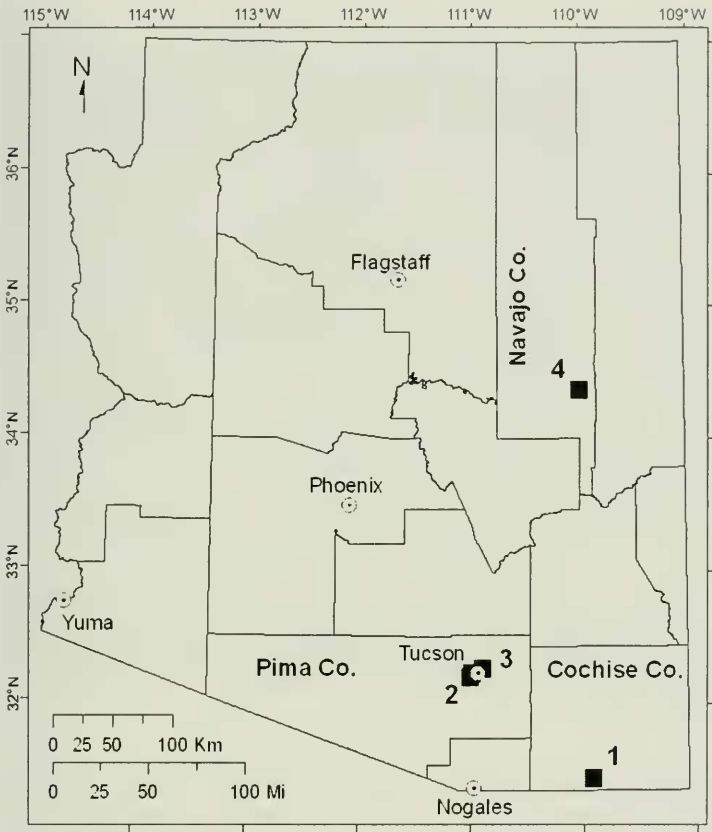 115°W 114°W 113°W 112°W 111°W 110°W 109°W
N
36°N
Flagstaff
Navajo Co.
35°N
4
34°N
Phoenix
33°N
Yuma
Tucson
3
Pima Co.
Cochise Co.
2
32°N
0 25 50 100 Km
1
0 25 50 100 Mi
Nogales